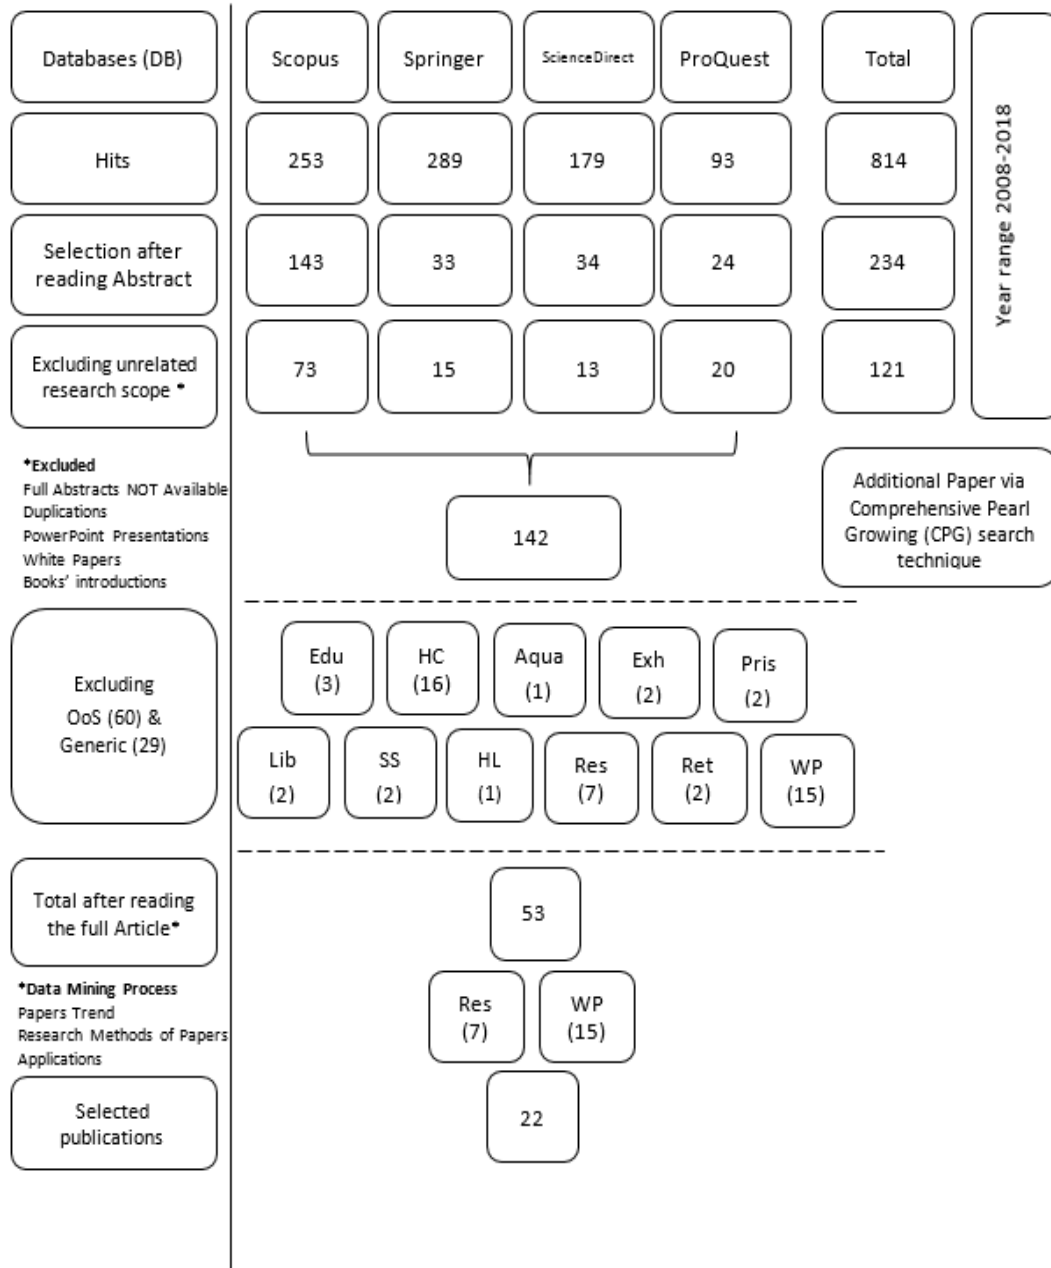 Databases (DB)
Scopus
Springer
ScienceDirect
ProQuest
Total
Hits
253
289
179
93
814
Selection after
reading Abstract
143
33
34
24
234
Excluding unrelated
research scope *
73
15
13
20
121
Year range 2008-2018
*Excluded
Full Abstracts NOT Available
Duplications
PowerPoint Presentations
White Papers
Books' introductions
142
Additional Paper via
Comprehensive Pearl
Growing (CPG) search
technique
Excluding
OoS (60) &
Generic (29)
Edu
(3)
HC
(16)
Aqua
(1)
Exh
(2)
Pris
(2)
Lib
(2)
SS
(2)
HL
(1)
Res
(7)
Ret
(2)
WP
(15)
Total after reading
the full Article*
53
*Data Mining Process
Papers Trend
Research Methods of Papers
Applications
Res
(7)
WP
(15)
Selected
publications
22